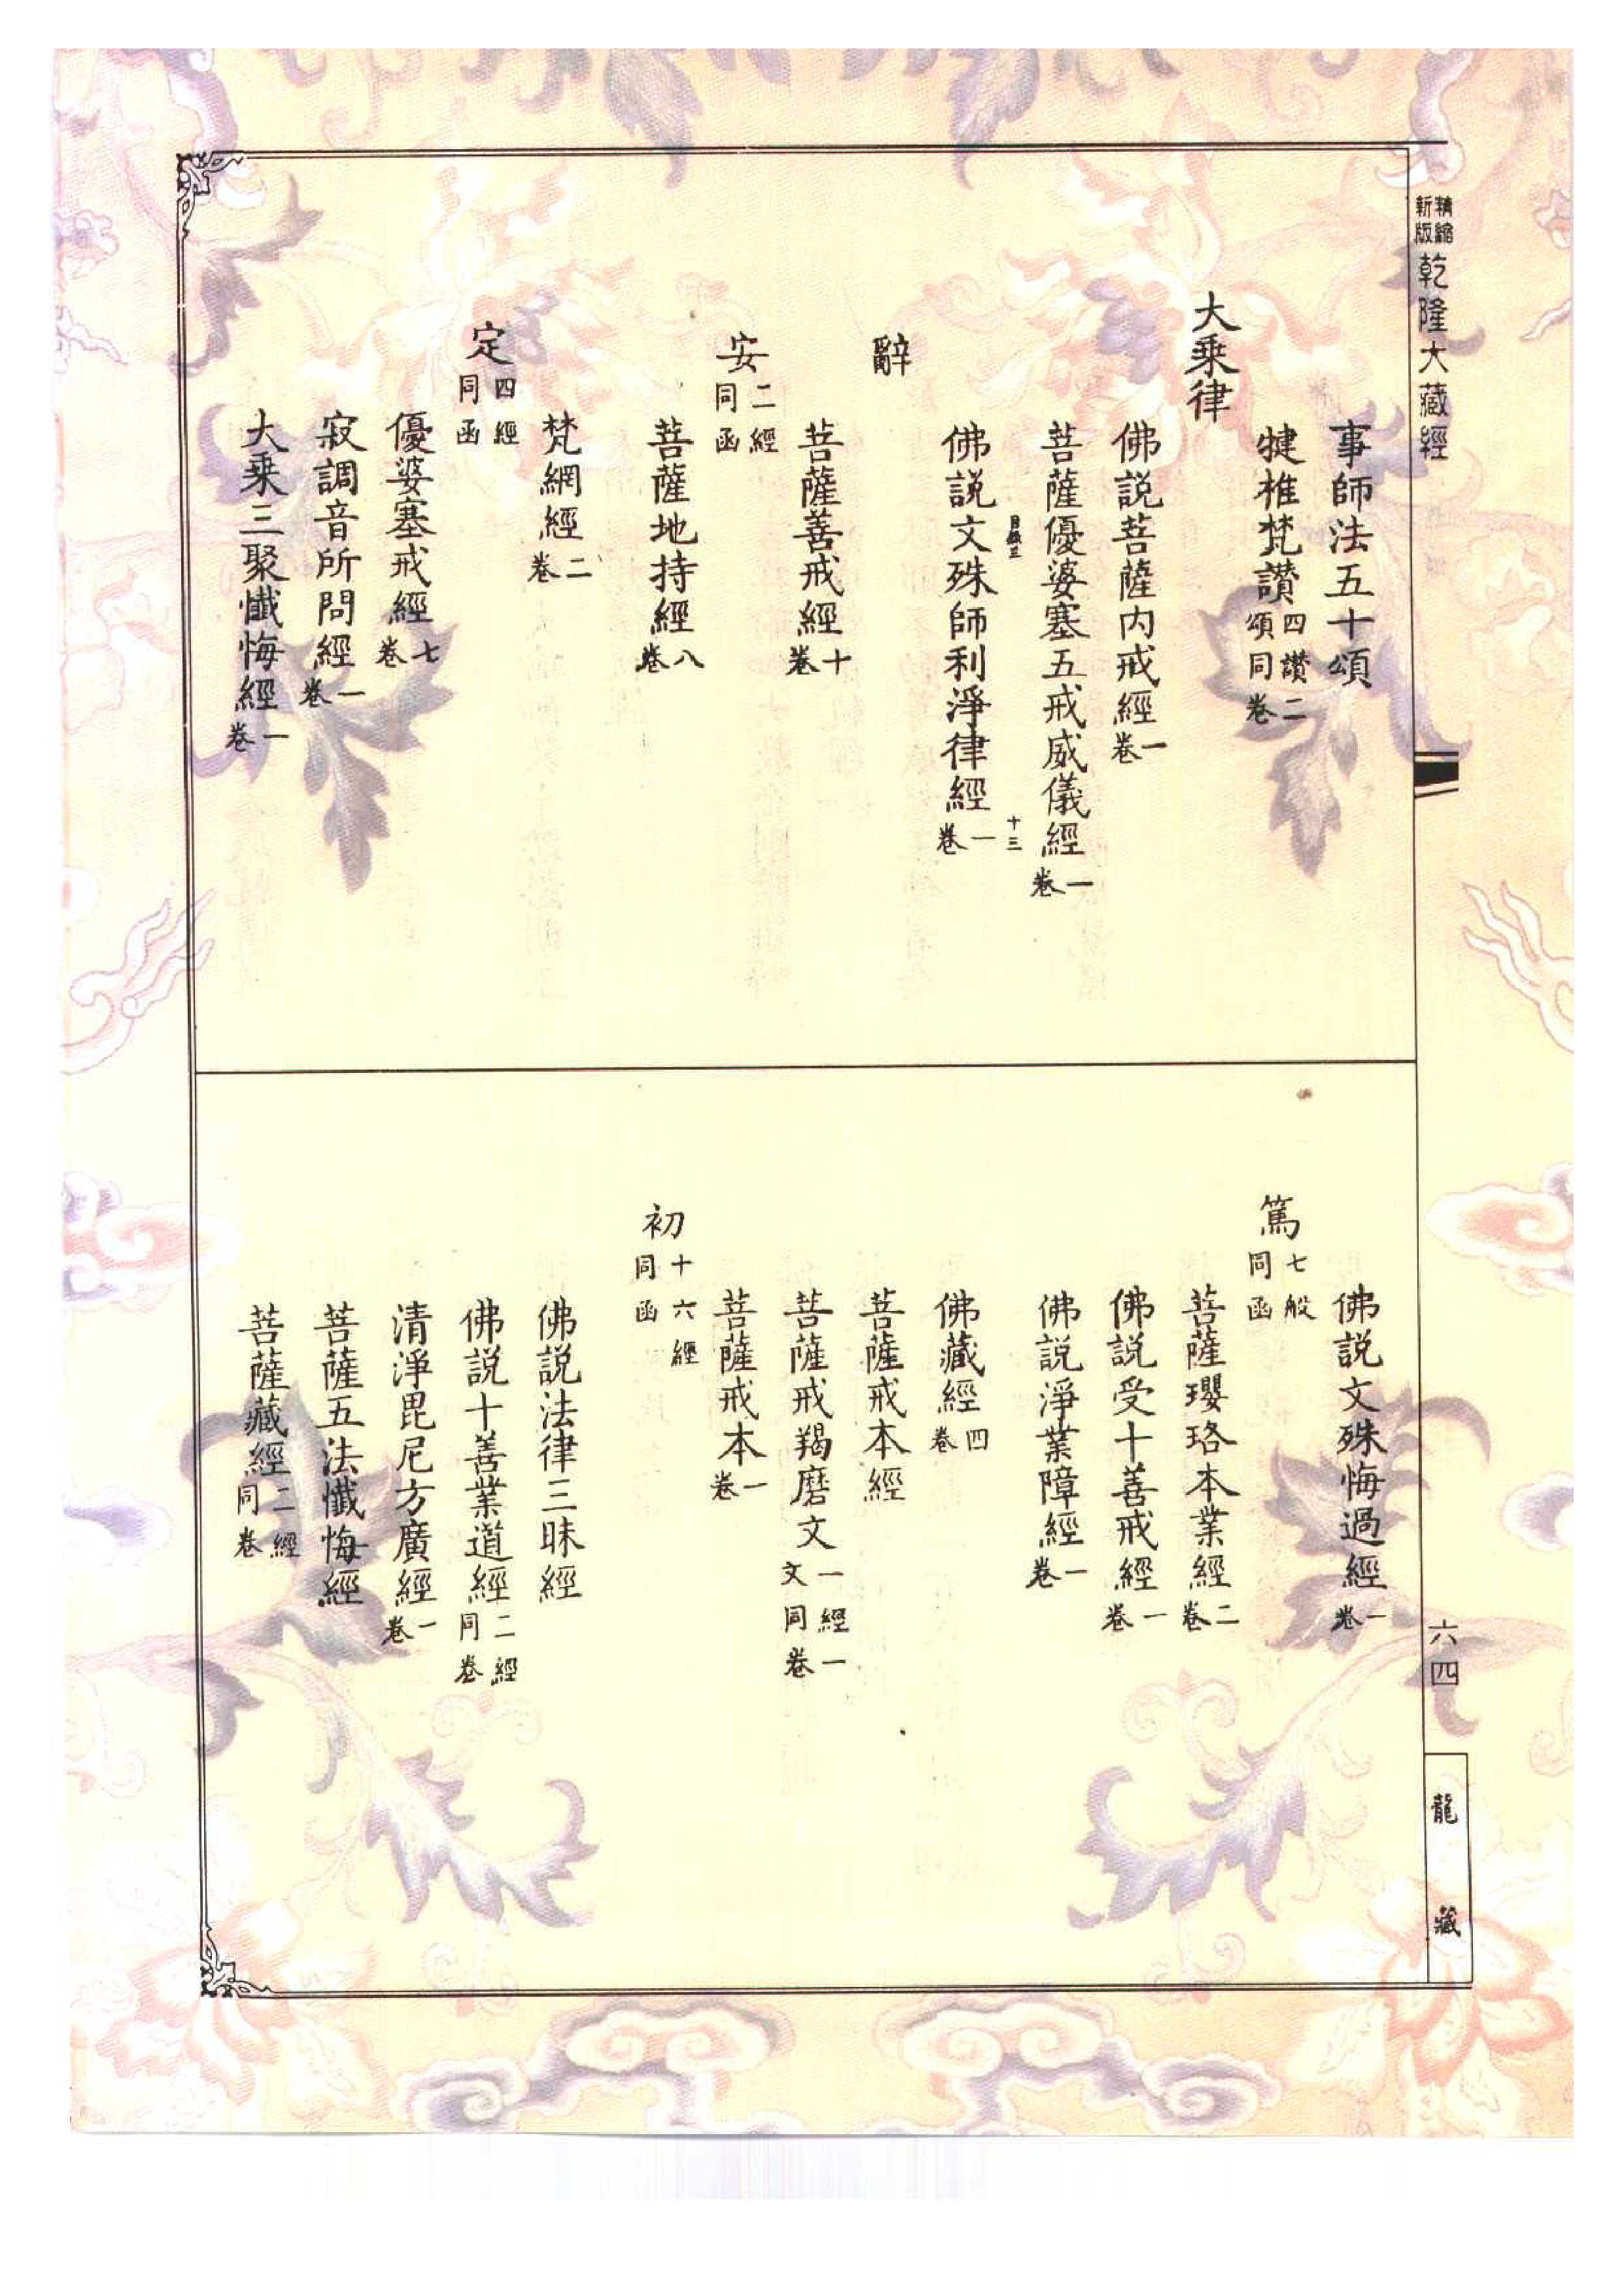 精縮新版 乾隆大藏經
事師法五十頌
犍椎梵讚 四讚頌同二卷
大乘律
佛說菩薩內戒經 一卷
菩薩優婆塞五戒威儀經 一卷
目錄三 十三
佛說文殊師利淨律經 一卷
辭
菩薩善戒經 十卷
安 二經同函
菩薩地持經 八卷
梵網經 二卷
定 四經同函
優婆塞戒經 七卷
寂調音所問經 一卷
大乘三聚懺悔經 一卷
佛說文殊悔過經 一卷
篤 七般同函
菩薩瓔珞本業經 二卷
佛說受十善戒經 一卷
佛說淨業障經 一卷
佛藏經 四卷
菩薩戒本經
菩薩戒羯磨文 一經一文同卷
菩薩戒本 一卷
初 十六經同函
佛說法律三昧經
佛說十善業道經 二經同卷
清淨毘尼方廣經 一卷
菩薩五法懺悔經
菩薩藏經 二經同卷
六四
龍藏